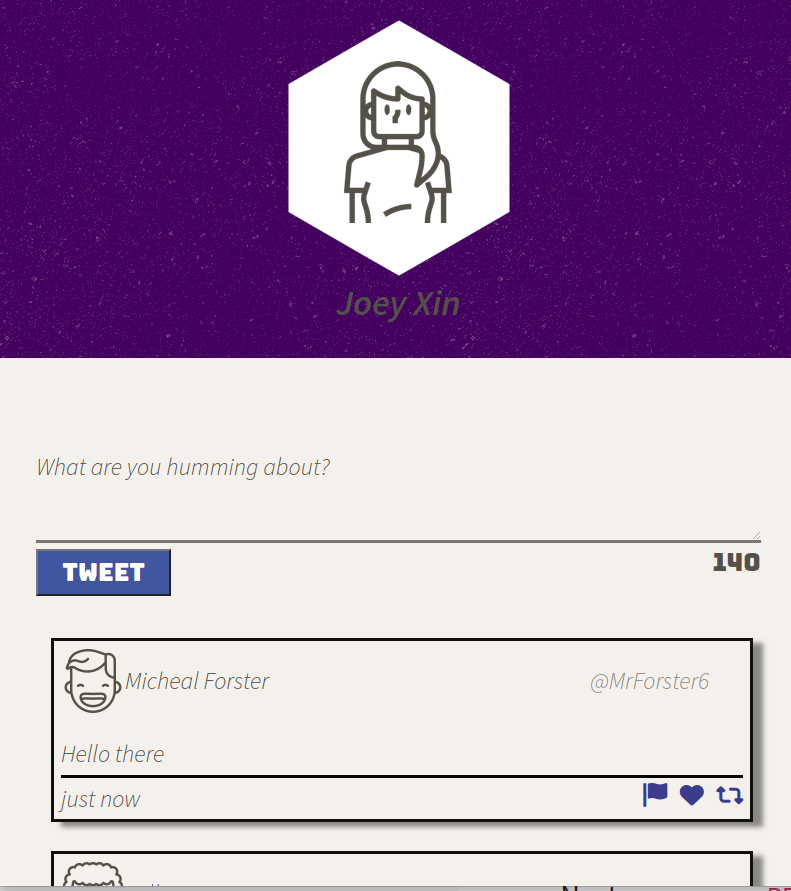 Joey Xin
What are you humming about?
TWEET
140
Micheal Forster
@MrForster6
Hello there
just now